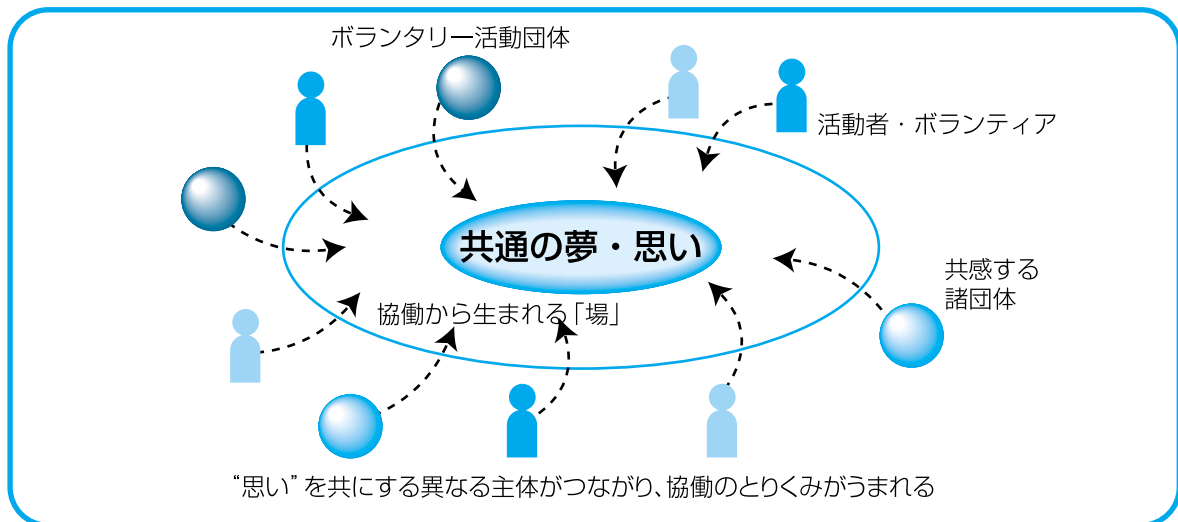 ボランタリー活動団体
活動者・ボランティア
共通の夢・思い
共感する
諸団体
協働から生まれる「場」
“思い”を共にする異なる主体がつながり、協働のとりくみがうまれる